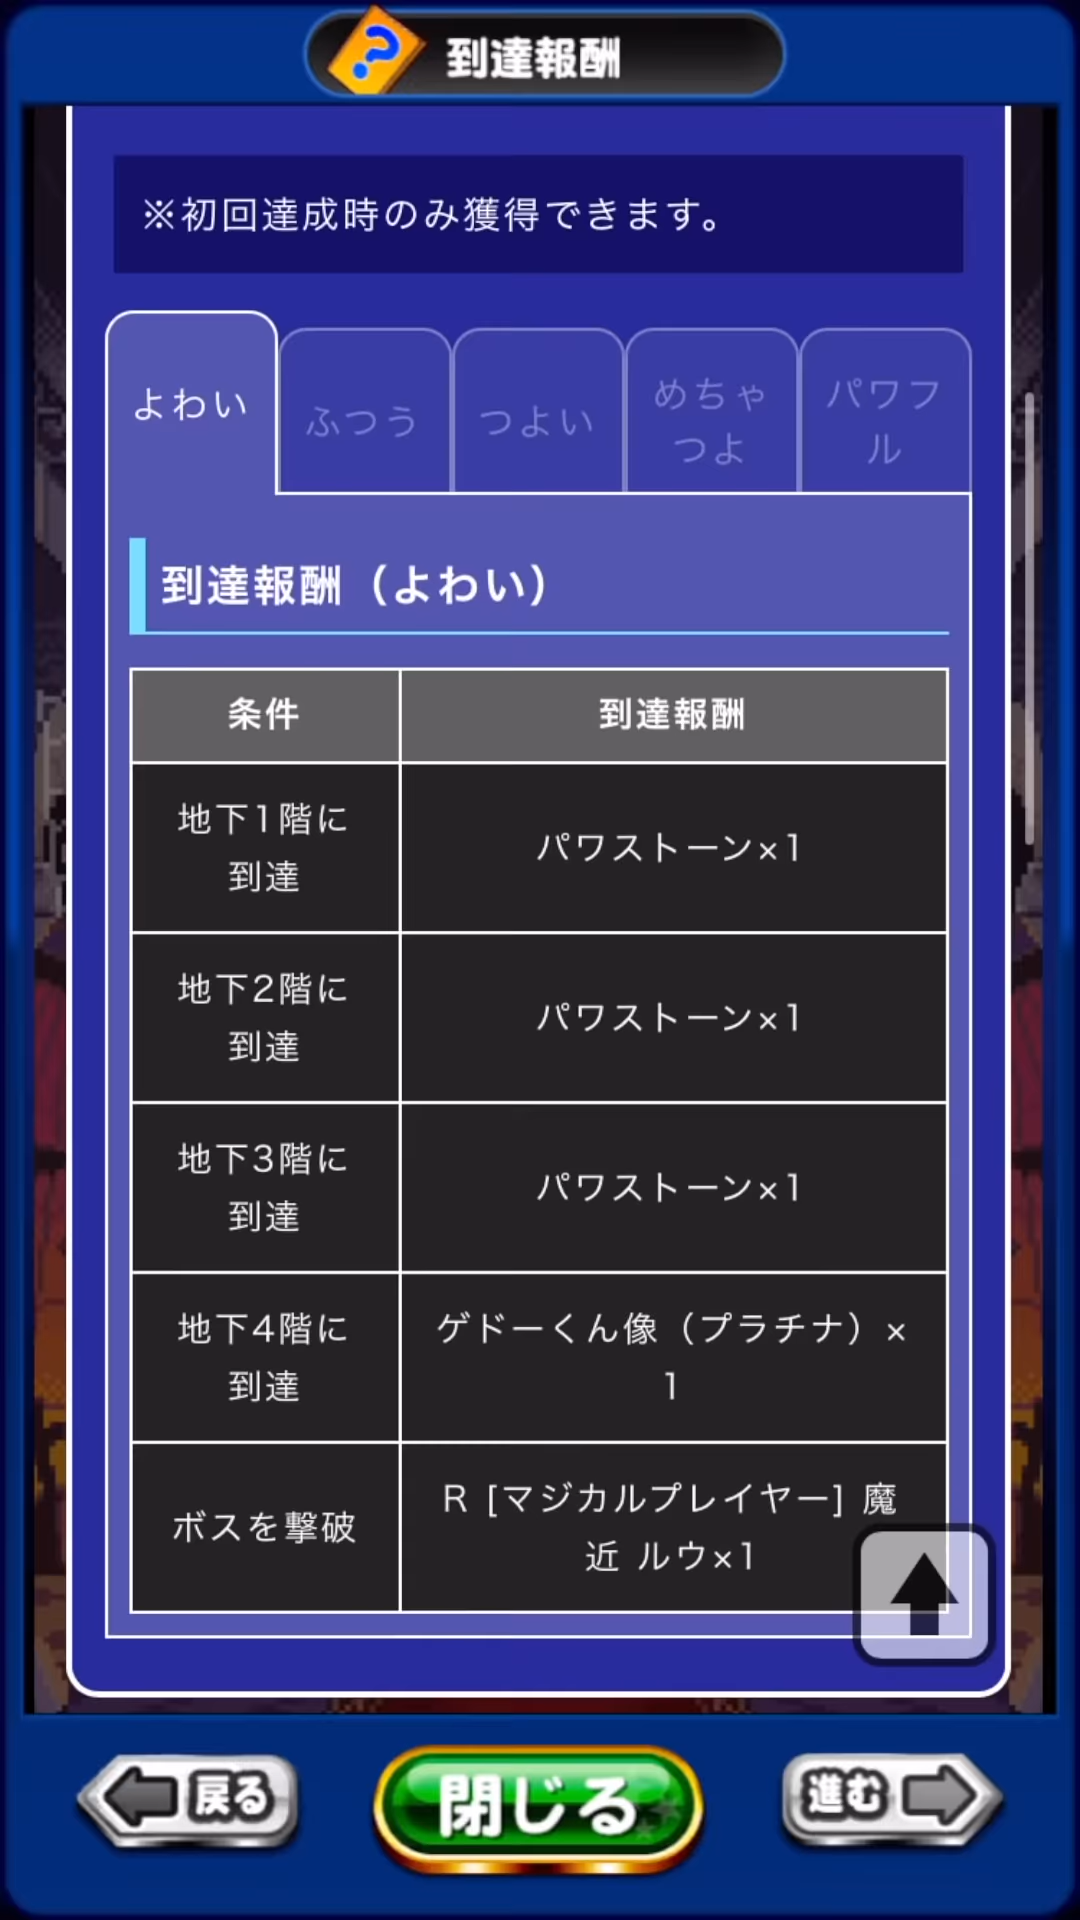 到達報酬
※初回達成時のみ獲得できます。
よわい
ふつう
つよい
めちゃ
つよ
パワフ
ル
到達報酬（よわい）
条件
到達報酬
地下1階に
到達
パワストーン×1
地下2階に
到達
パワストーン×1
地下3階に
到達
パワストーン×1
地下4階に
到達
ゲドーくん像（プラチナ）×
1
ボスを撃破
R [マジカルプレイヤー] 魔
近 ルウ×1
戻る
閉じる
進む